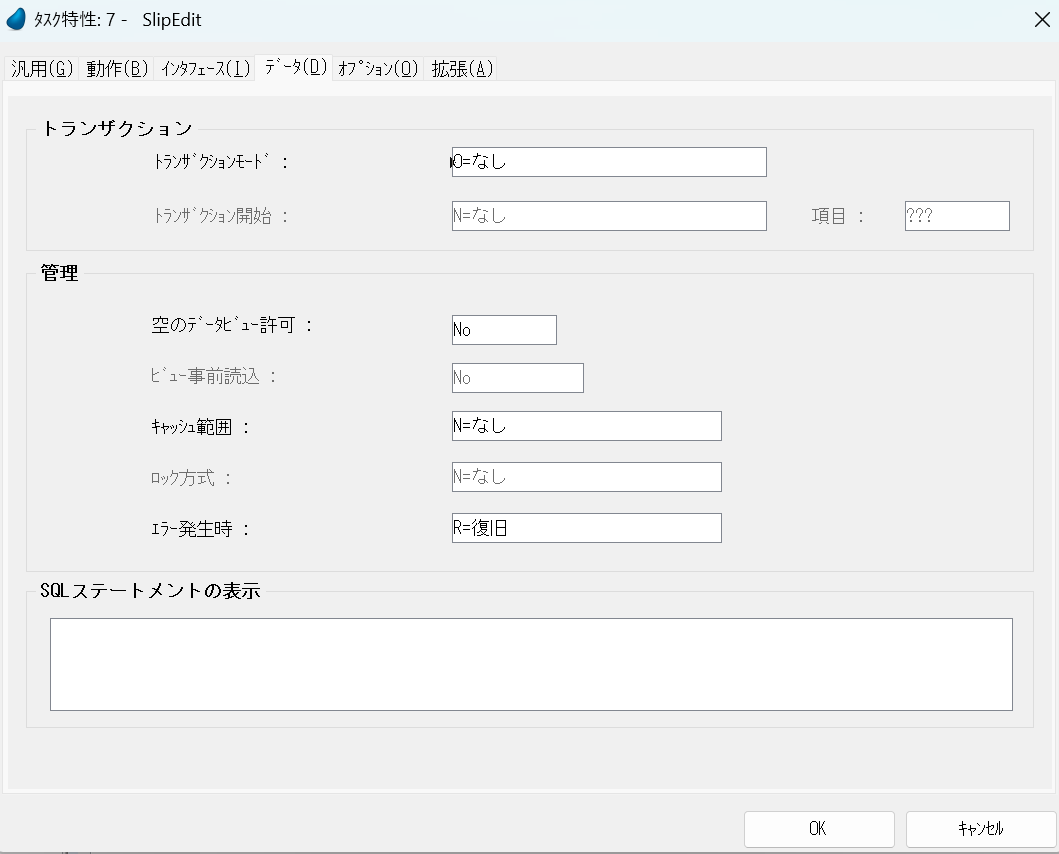 タスク特性: 7 -   SlipEdit
汎用(G) 動作(B) インタフェース(I) データ(D) オプション(O) 拡張(A)
トランザクション
トランザクションモード : O=なし
トランザクション開始 : N=なし 項目 : ???
管理
空のデータビュー許可 : No
ビュー事前読込 : No
キャッシュ範囲 : N=なし
ロック方式 : N=なし
エラー発生時 : R=復旧
SQLステートメントの表示
OK キャンセル